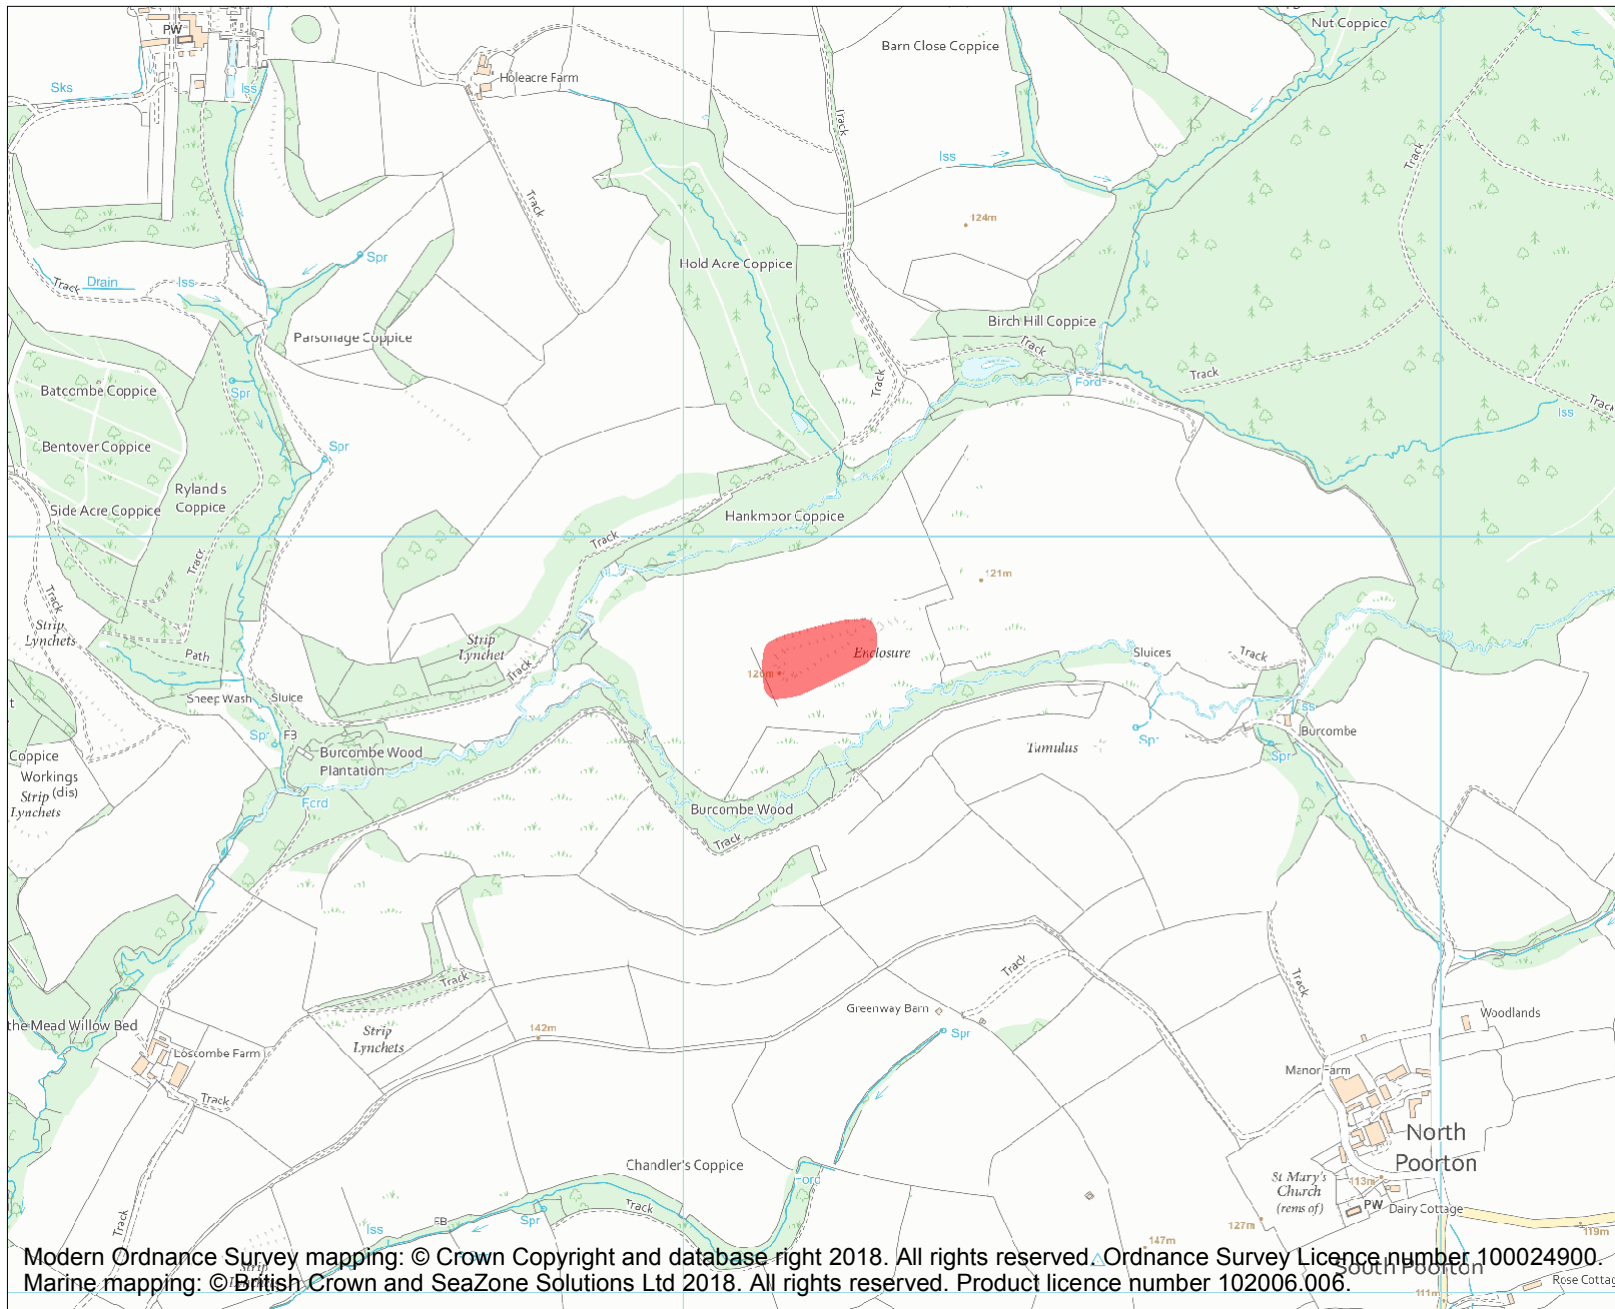 PW
Nut Coppice
Barn Close Coppice
Holeacre Farm
Sks
Iss
Track
Iss
Track
Track
124m
Spr
Hold Acre Coppice
Track
Drain
Iss
Birch Hill Coppice
Parsonage Coppice
Track
Track
Ford
Track
Track
Batcombe Coppice
Spr
Iss
Bentover Coppice
Spr
Ryland's
Coppice
Side Acre Coppice
Hankmoor Coppice
Track
Track
Track
121m
Strip
Lynchets
Strip
Lynchet
Path
Enclosure
Sluices
Track
Track
126m
Sheep Wash
Sluice
Iss
Spr
FB
Spr
Burcombe
Tumulus
Burcombe Wood
Plantation
Coppice
Spr
Workings
(dis)
Strip
Lynchets
Ford
Burcombe Wood
Track
Track
Track
Track
Greenway Barn
Woodlands
the Mead Willow Bed
142m
Spr
Strip
Lynchets
Loscombe Farm
Manor Farm
Track
North
Poorton
Chandler's Coppice
Ford
St Mary's
Church
(rems of)
113m
PW
Dairy Cottage
Track
Track
Spr
FB
Iss
127m
119m
147m
Modern Ordnance Survey mapping: © Crown Copyright and database right 2018. All rights reserved. Ordnance Survey Licence number 100024900.
South Poorton
Marine mapping: © British Crown and SeaZone Solutions Ltd 2018. All rights reserved. Product licence number 102006.006.
Rose Cottag
111m